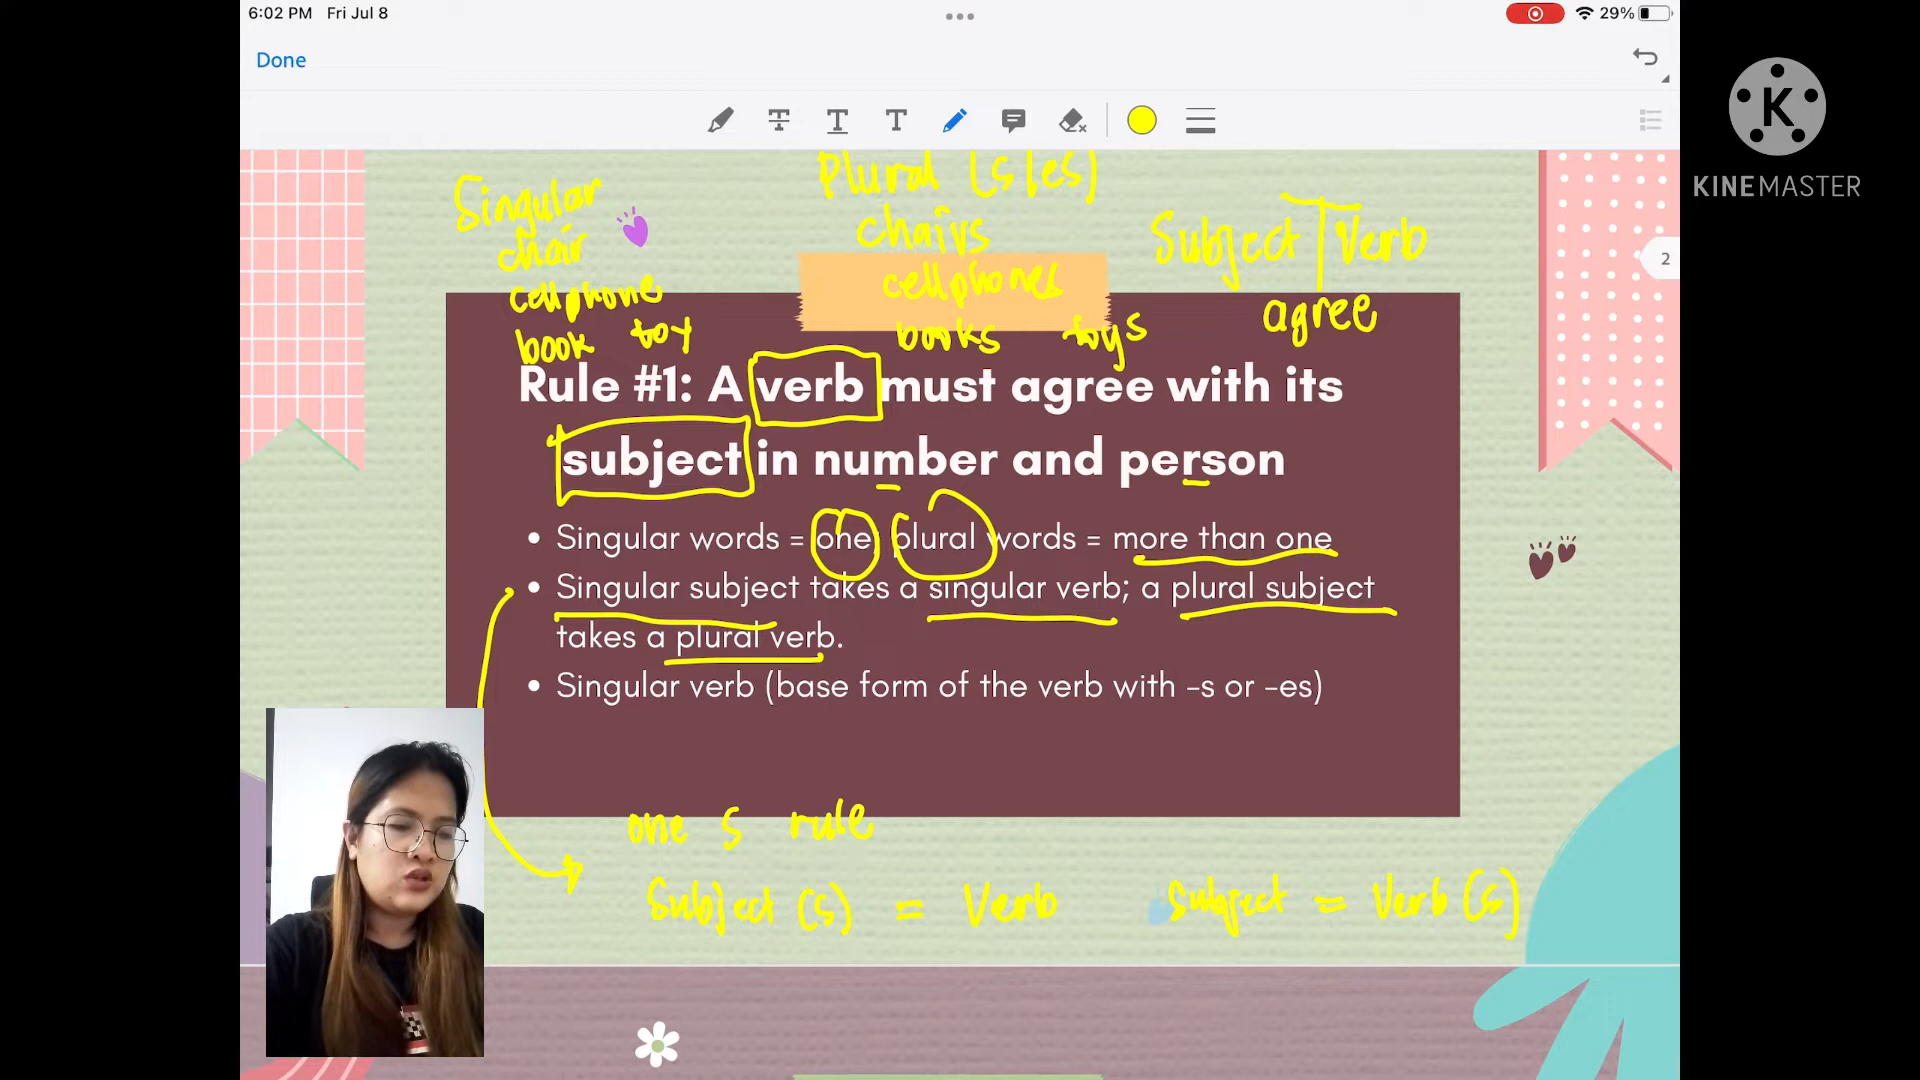 6:02 PM Fri Jul 8
29%
Done
KINEMASTER
2
Singular
chair
cellphone
book toy
Plural (s/es)
chairs
cellphones
books toys
Subject | Verb
agree
Rule #1: A verb must agree with its
subject in number and person
• Singular words = one; plural words = more than one
• Singular subject takes a singular verb; a plural subject
takes a plural verb.
• Singular verb (base form of the verb with -s or -es)
one s rule
Subject (s) = Verb
Subject = Verb (s)